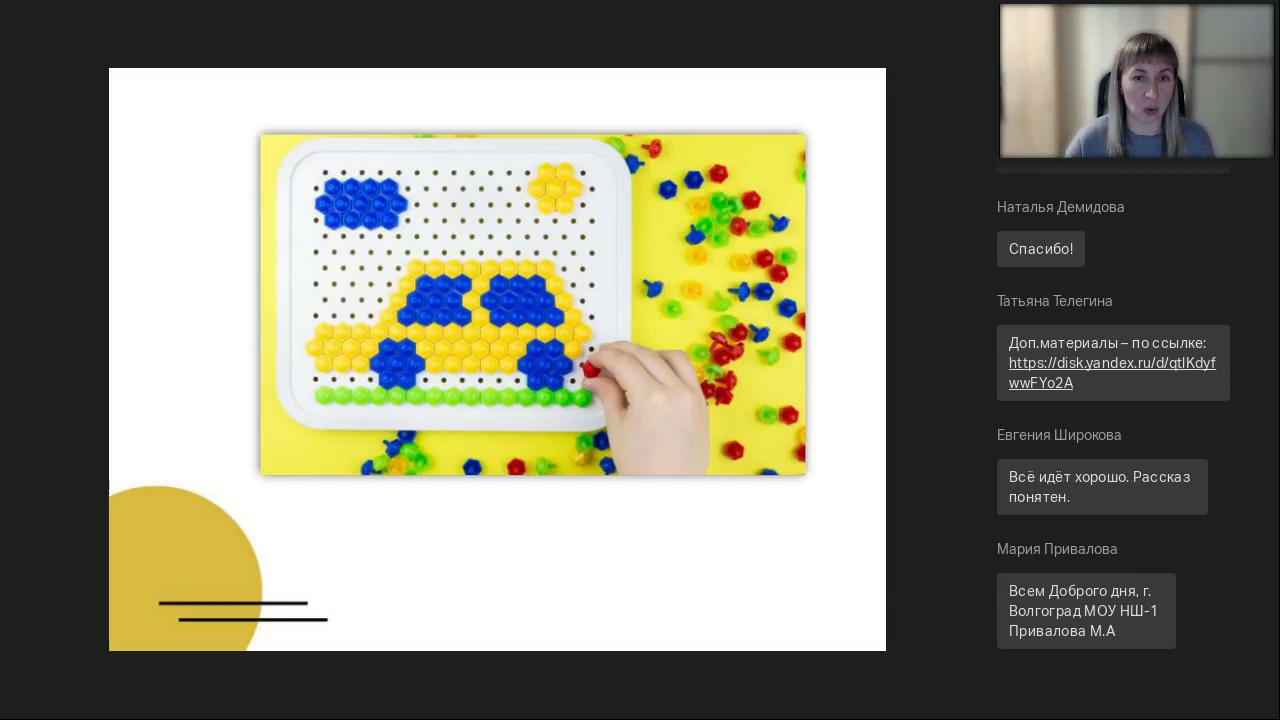 Наталья Демидова
Спасибо!
Татьяна Телегина
Доп.материалы – по ссылке:
https://disk.yandex.ru/d/qtlKdyf
wwFYo2A
Евгения Широкова
Всё идёт хорошо. Рассказ
понятен.
Мария Привалова
Всем Доброго дня, г.
Волгоград МОУ НШ-1
Привалова М.А